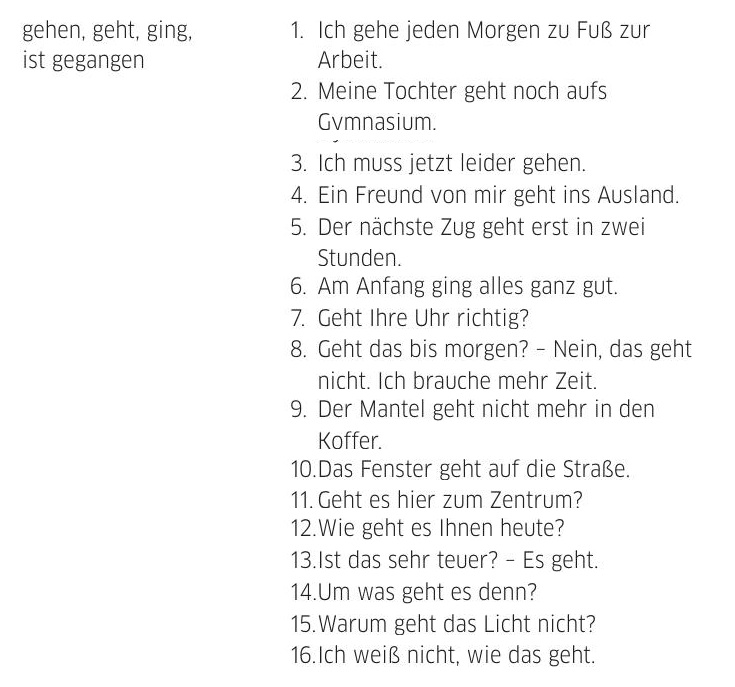 gehen, geht, ging,
ist gegangen
1. Ich gehe jeden Morgen zu Fuß zur
Arbeit.
2. Meine Tochter geht noch aufs
Gymnasium.
3. Ich muss jetzt leider gehen.
4. Ein Freund von mir geht ins Ausland.
5. Der nächste Zug geht erst in zwei
Stunden.
6. Am Anfang ging alles ganz gut.
7. Geht Ihre Uhr richtig?
8. Geht das bis morgen? – Nein, das geht
nicht. Ich brauche mehr Zeit.
9. Der Mantel geht nicht mehr in den
Koffer.
10.Das Fenster geht auf die Straße.
11. Geht es hier zum Zentrum?
12.Wie geht es Ihnen heute?
13.Ist das sehr teuer? – Es geht.
14.Um was geht es denn?
15.Warum geht das Licht nicht?
16.Ich weiß nicht, wie das geht.